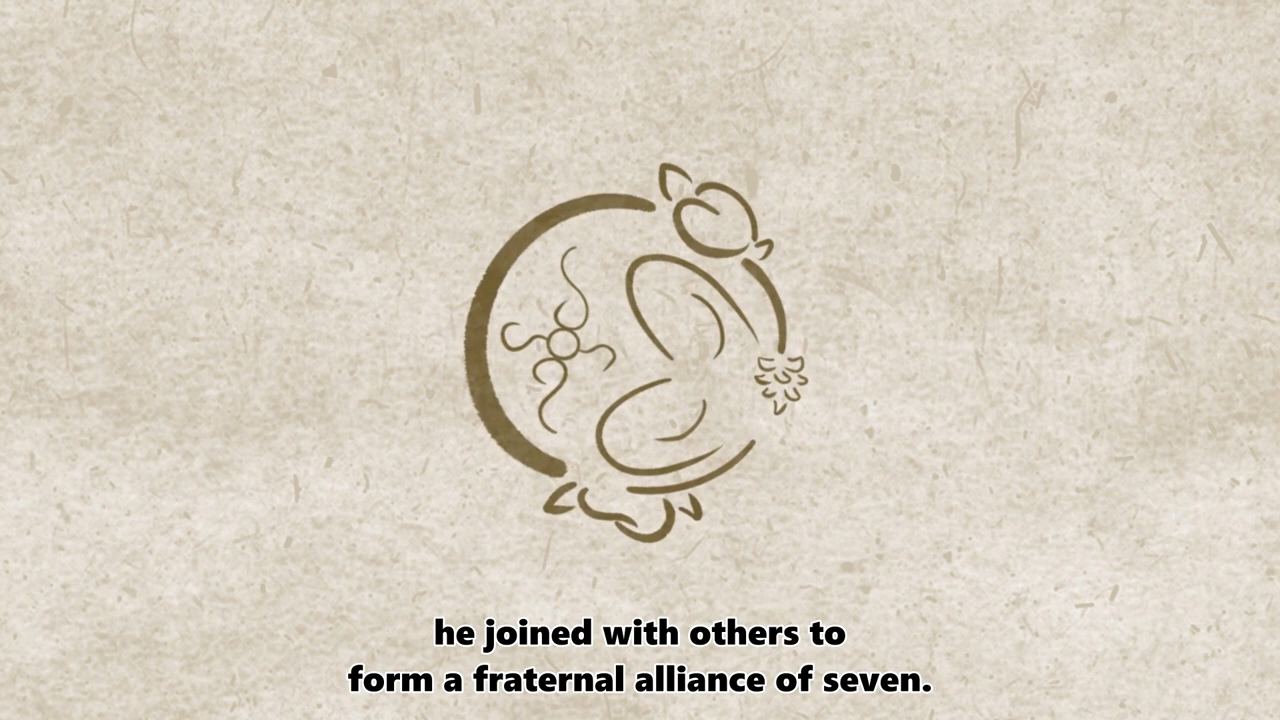 he joined with others to
form a fraternal alliance of seven.